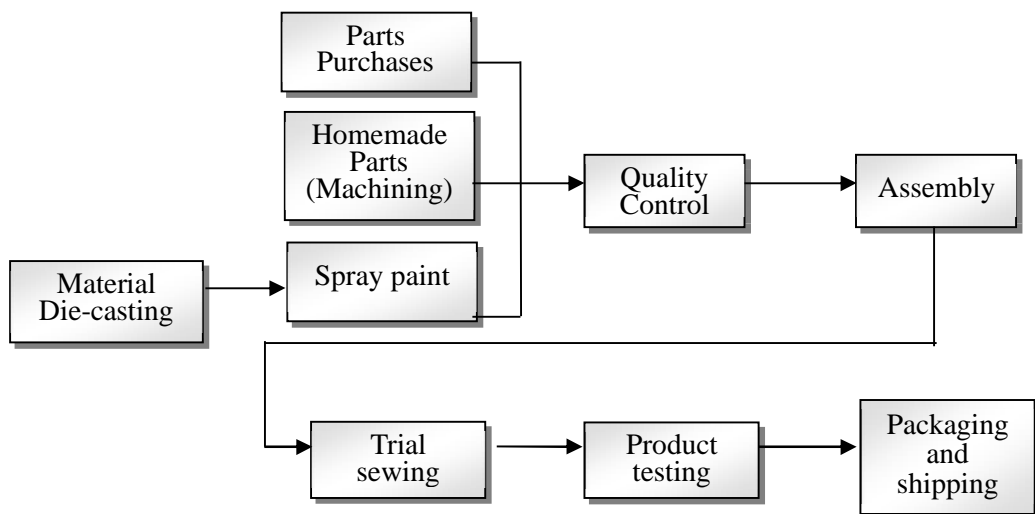 Parts
Purchases
Homemade
Parts
(Machining)
Quality
Control
Assembly
Material
Die-casting
Spray paint
Trial
sewing
Product
testing
Packaging
and
shipping